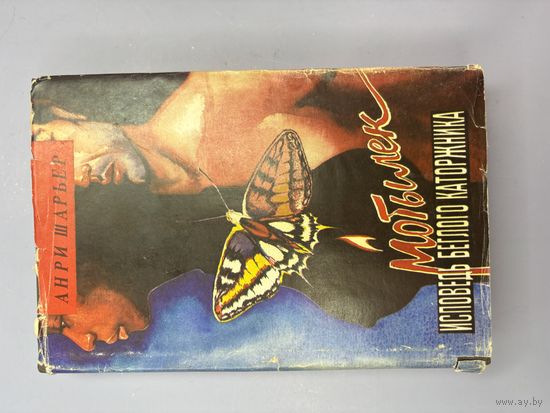 АНРИ ШАРЬЕР
Мотылек
ИСПОВЕДЬ БЕГЛОГО КАТОРЖНИКА
www.ay.by